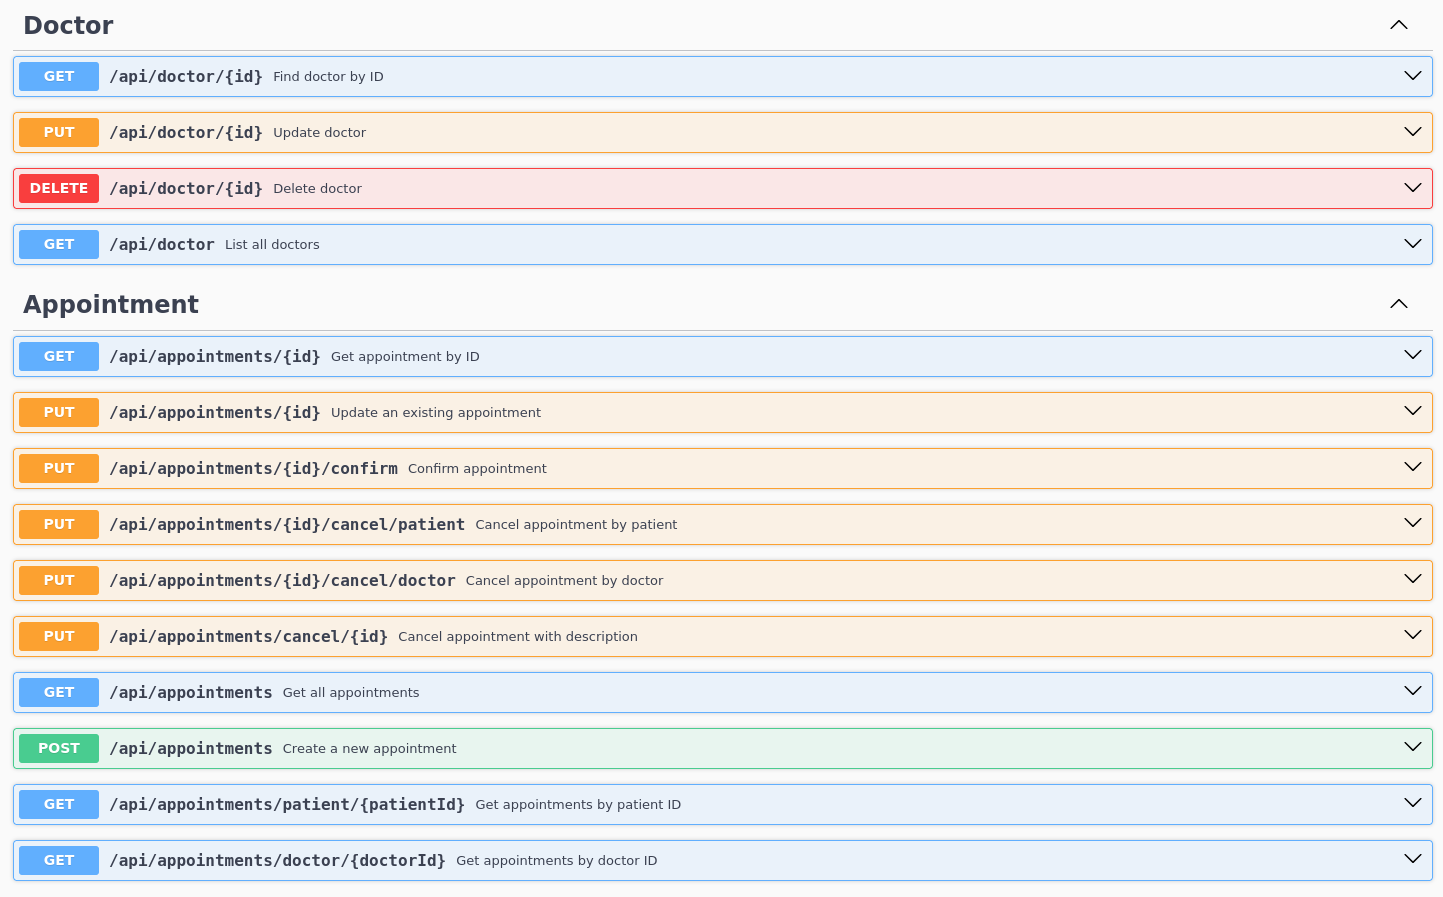 Doctor
GET /api/doctor/{id} Find doctor by ID
PUT /api/doctor/{id} Update doctor
DELETE /api/doctor/{id} Delete doctor
GET /api/doctor List all doctors
Appointment
GET /api/appointments/{id} Get appointment by ID
PUT /api/appointments/{id} Update an existing appointment
PUT /api/appointments/{id}/confirm Confirm appointment
PUT /api/appointments/{id}/cancel/patient Cancel appointment by patient
PUT /api/appointments/{id}/cancel/doctor Cancel appointment by doctor
PUT /api/appointments/cancel/{id} Cancel appointment with description
GET /api/appointments Get all appointments
POST /api/appointments Create a new appointment
GET /api/appointments/patient/{patientId} Get appointments by patient ID
GET /api/appointments/doctor/{doctorId} Get appointments by doctor ID